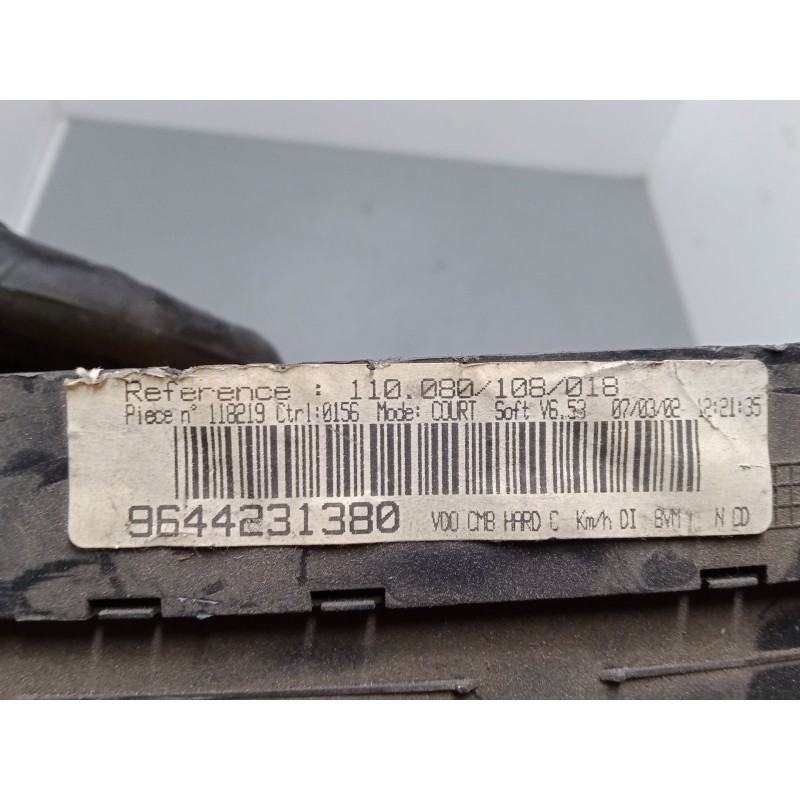 Reference : 110.080/108/018
Piece n° 118219 Ctrl:0156 Mode: COURT Soft V6.53 07/03/02 12:21:35
9644231380 VDO CMB HARD C Km/h DI BVM N OD